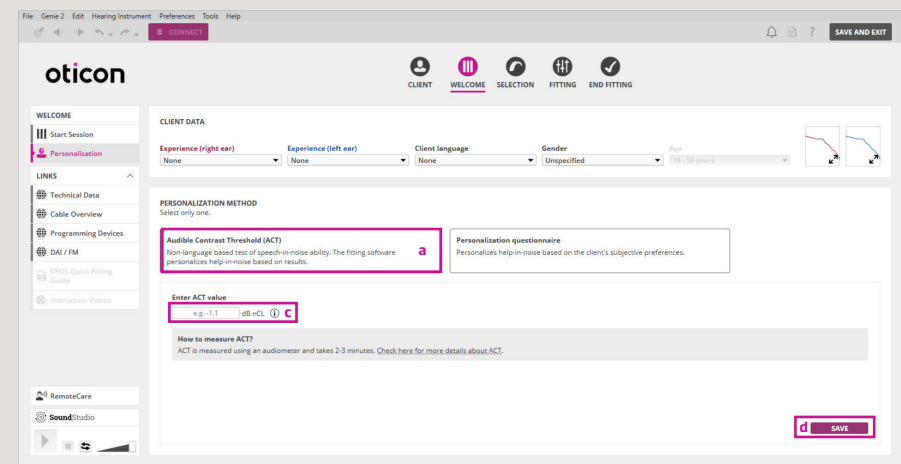 File Genie 2 Edit Hearing Instrument Preferences Tools Help
CONNECT
? SAVE AND EXIT
oticon
CLIENT WELCOME SELECTION FITTING END FITTING
WELCOME
Start Session
Personalisation
LINKS
Technical Data
Cable Overview
Programming Devices
DAI / FM
CROS Quick Fitting
Guide
Instruction Videos
RemoteCare
SoundStudio
CLIENT DATA
Experience (right ear) Experience (left ear) Client language Gender Age
None None None Unspecified 19 - 59 years
PERSONALIZATION METHOD
Select only one.
Audible Contrast Threshold (ACT)
Non-language based test of speech-in-noise ability. The fitting software
personalizes help-in-noise based on results.
a
Personalization questionnaire
Personalizes help-in-noise based on the client's subjective preferences.
Enter ACT value
e.g. -1.1 dB nCL i c
How to measure ACT?
ACT is measured using an audiometer and takes 2-3 minutes. Check here for more details about ACT.
d SAVE